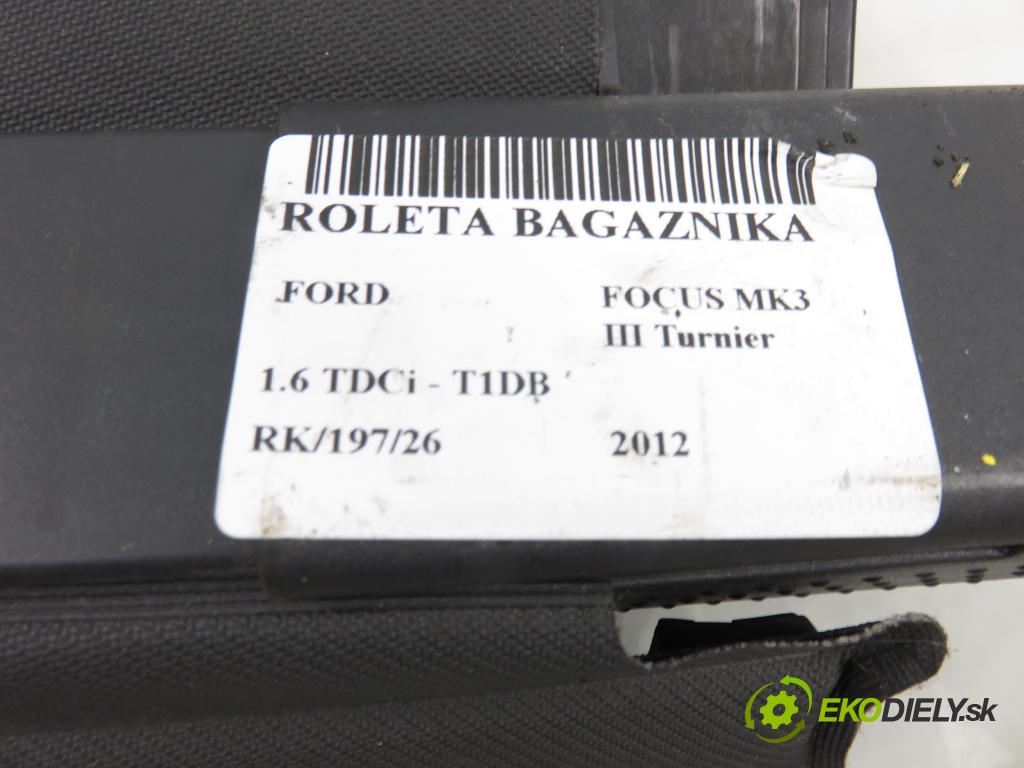 ROLETA BAGAZNIKA
FORD FOCUS MK3
III Turnier
1.6 TDCi - T1DB
RK/197/26 2012
EKODIELY.sk